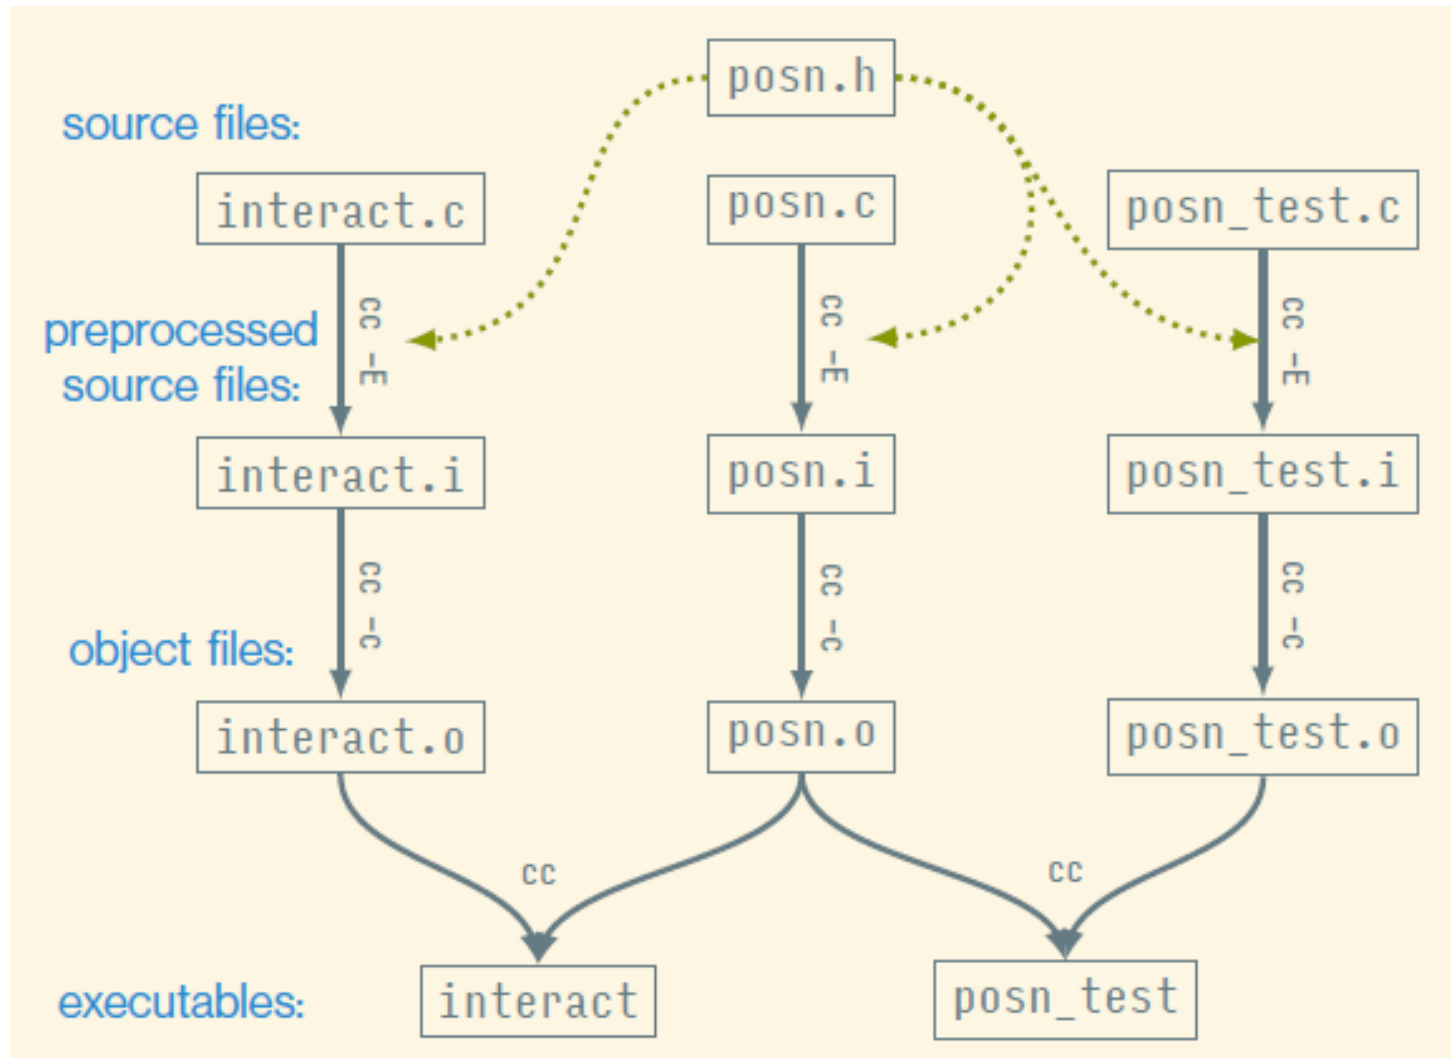 posn.h
source files:
interact.c
posn.c
posn_test.c
cc -E
cc -E
cc -E
preprocessed
source files:
interact.i
posn.i
posn_test.i
cc -c
cc -c
cc -c
object files:
interact.o
posn.o
posn_test.o
cc
cc
executables:
interact
posn_test